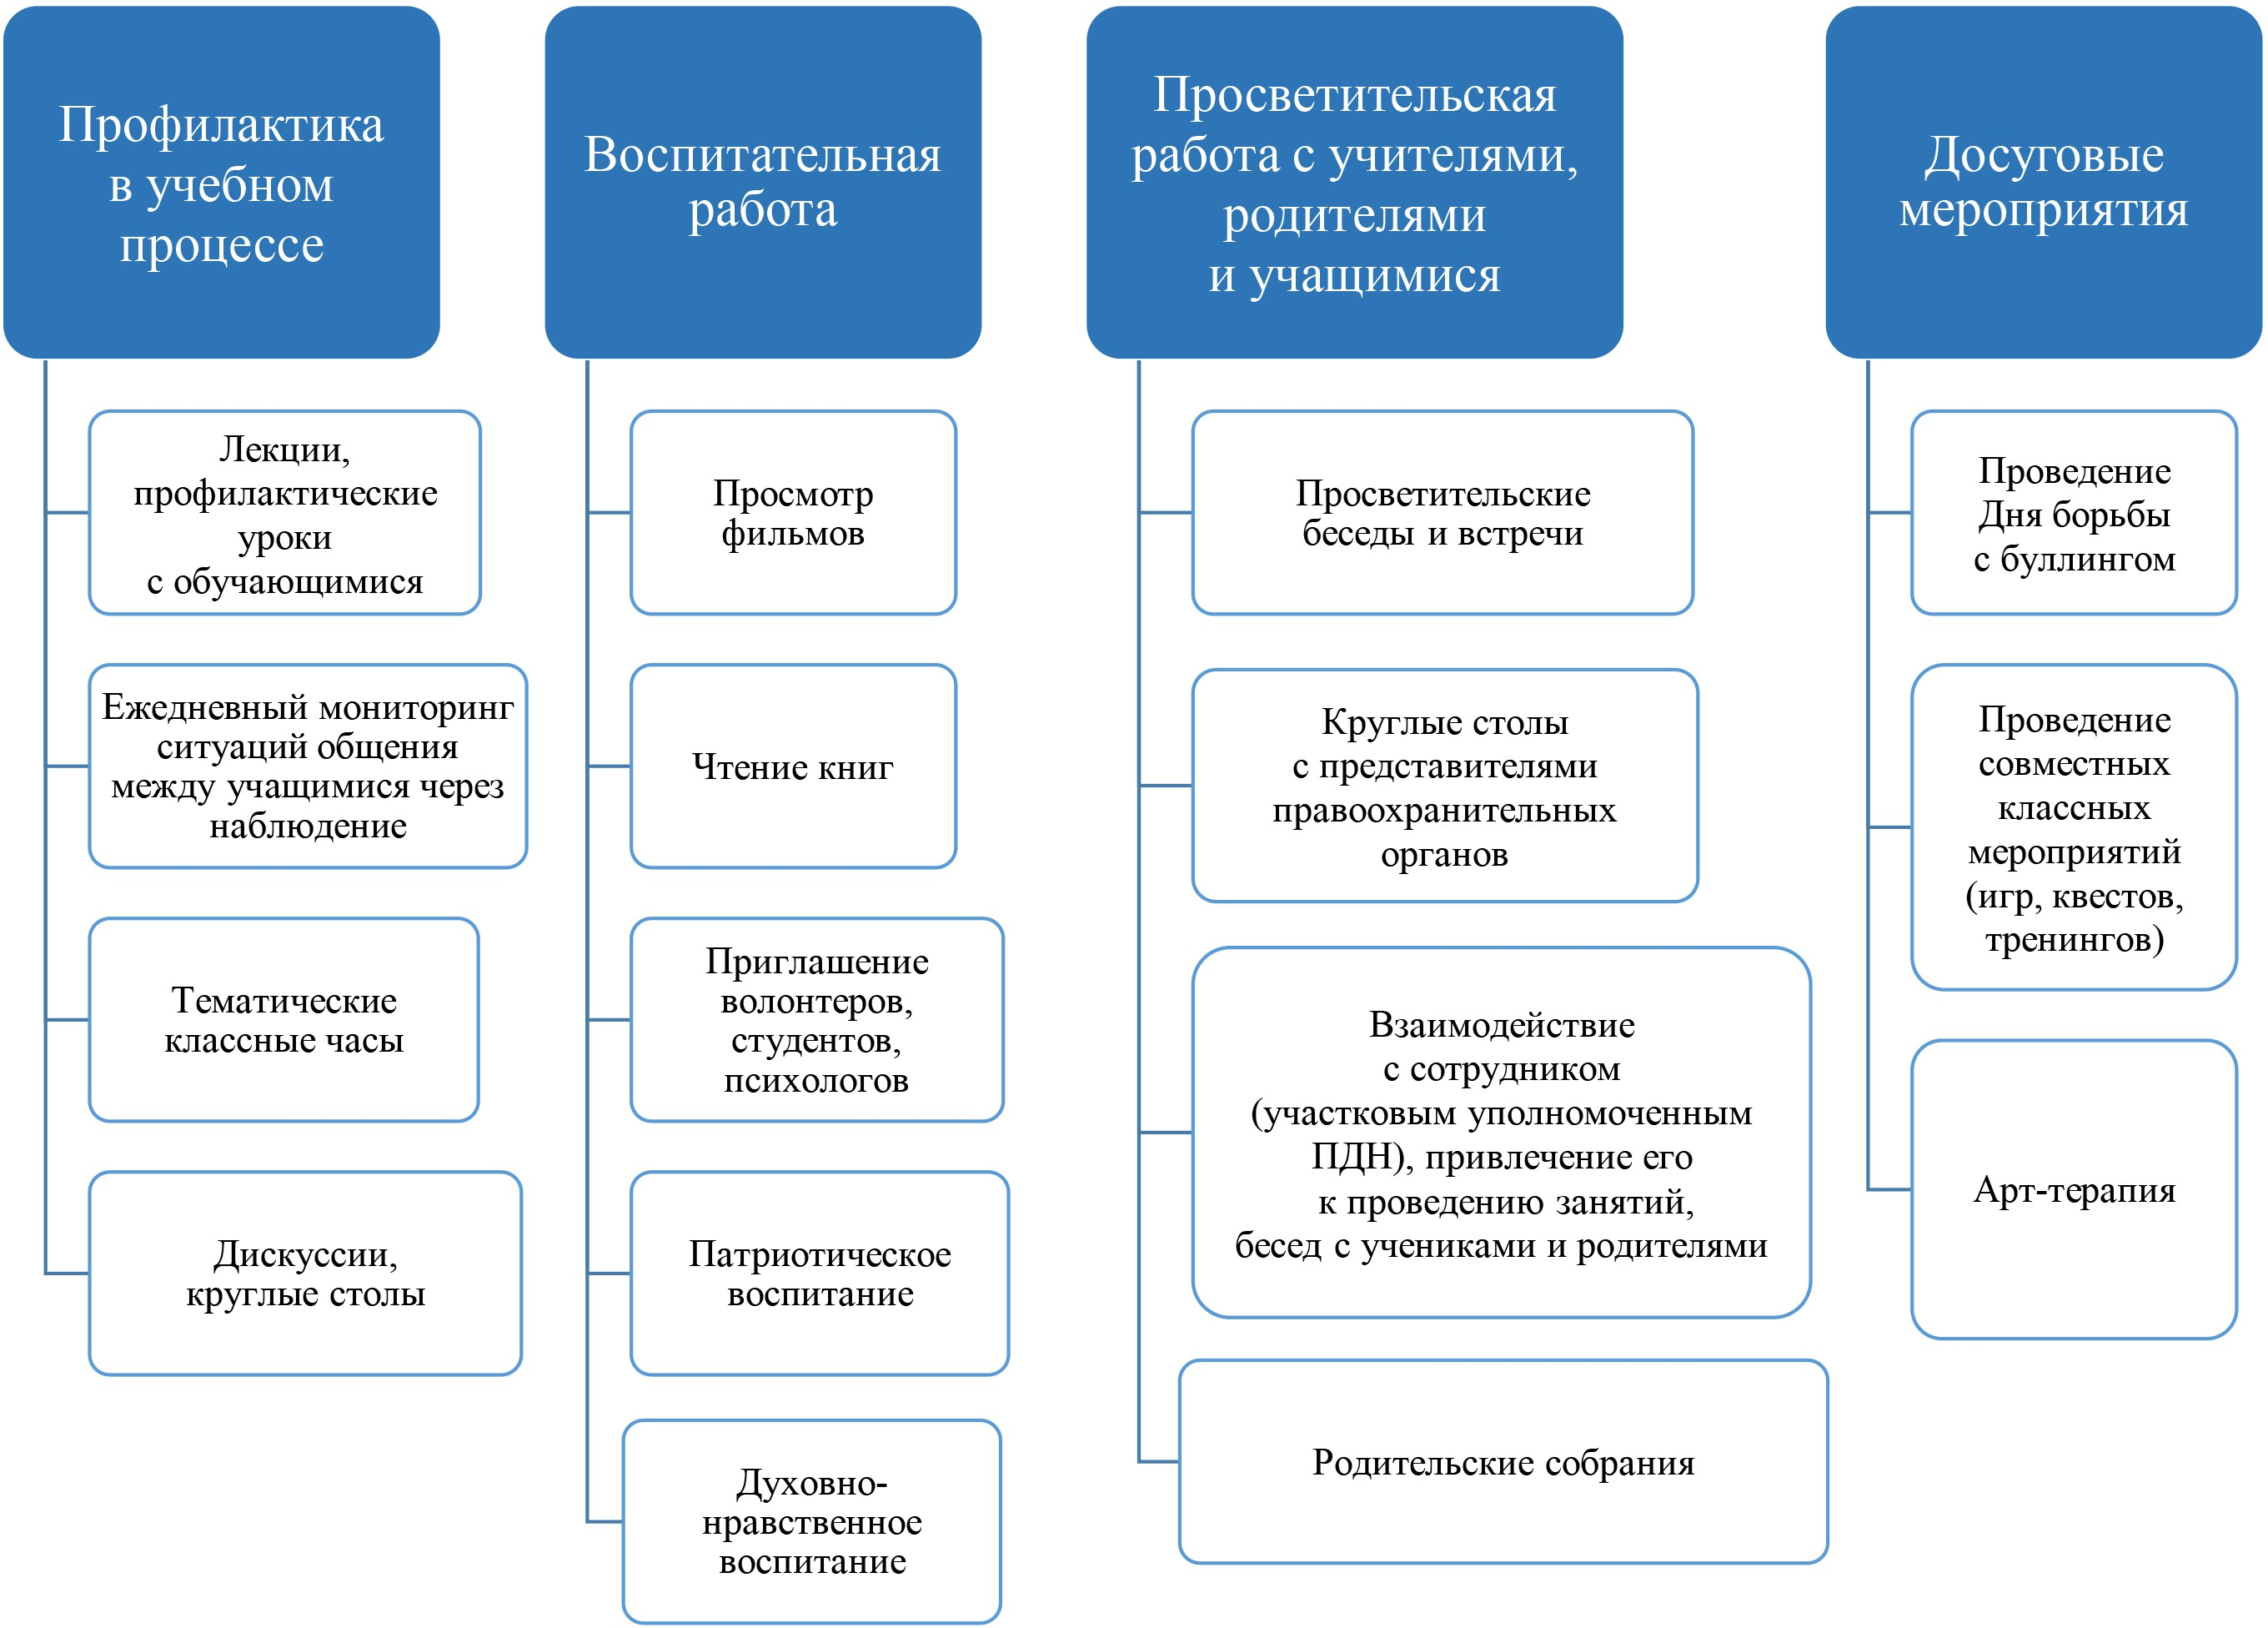 Профилактика
в учебном
процессе
Лекции,
профилактические
уроки
с обучающимися
Ежедневный мониторинг
ситуаций общения
между учащимися через
наблюдение
Тематические
классные часы
Дискуссии,
круглые столы
Воспитательная
работа
Просмотр
фильмов
Чтение книг
Приглашение
волонтеров,
студентов,
психологов
Патриотическое
воспитание
Духовно-
нравственное
воспитание
Просветительская
работа с учителями,
родителями
и учащимися
Просветительские
беседы и встречи
Круглые столы
с представителями
правоохранительных
органов
Взаимодействие
с сотрудником
(участковым уполномоченным
ПДН), привлечение его
к проведению занятий,
бесед с учениками и родителями
Родительские собрания
Досуговые
мероприятия
Проведение
Дня борьбы
с буллингом
Проведение
совместных
классных
мероприятий
(игр, квестов,
тренингов)
Арт-терапия